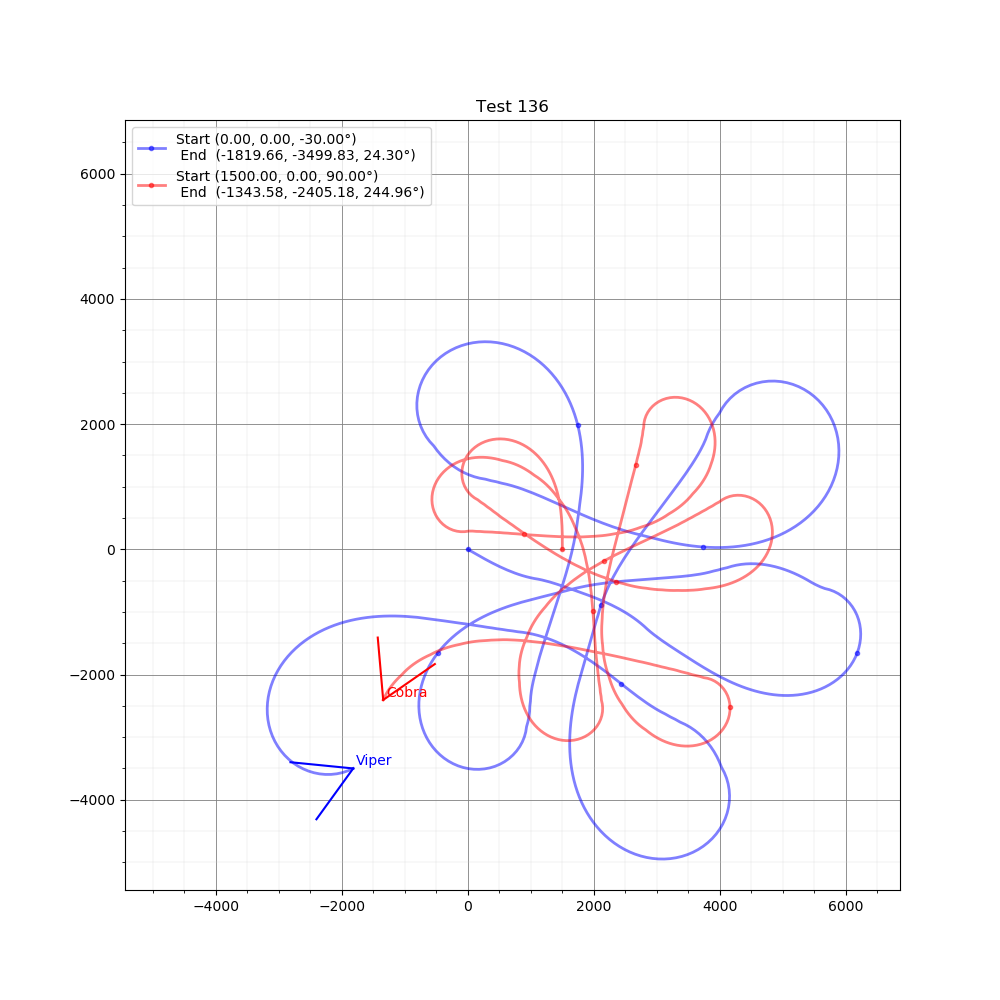 Test 136
Start (0.00, 0.00, -30.00°)
End  (-1819.66, -3499.83, 24.30°)
Start (1500.00, 0.00, 90.00°)
End  (-1343.58, -2405.18, 244.96°)
6000
4000
2000
0
−2000
−4000
Cobra
Viper
−4000 −2000 0 2000 4000 6000